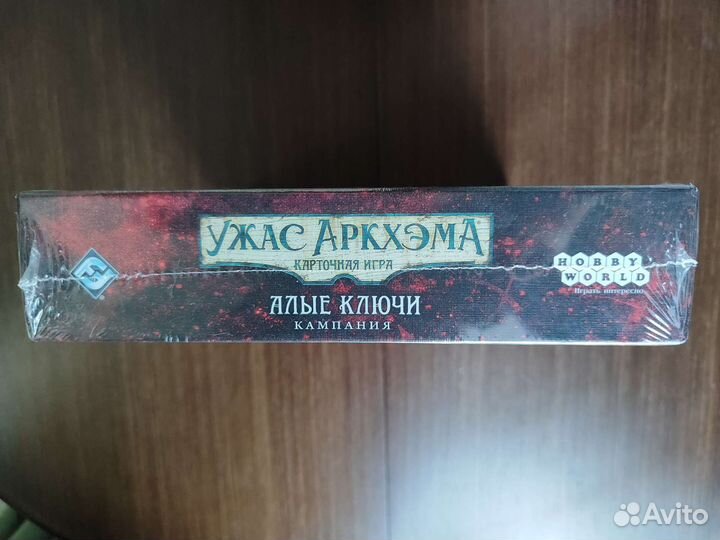 УЖАС АРКХЭМА
КАРТОЧНАЯ ИГРА
АЛЫЕ КЛЮЧИ
КАМПАНИЯ
HOBBY
WORLD
Играть интересно
Avito